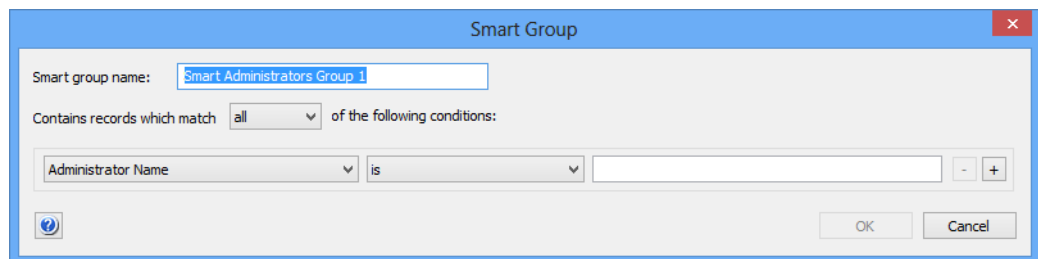 Smart Group
Smart group name: Smart Administrators Group 1
Contains records which match all of the following conditions:
Administrator Name is - +
? OK Cancel